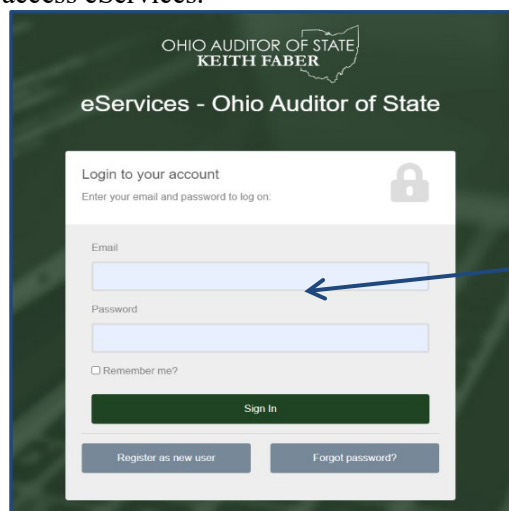 access eServices.
OHIO AUDITOR OF STATE
KEITH FABER
eServices - Ohio Auditor of State
Login to your account
Enter your email and password to log on:
Email
Password
Remember me?
Sign In
Register as new user
Forgot password?